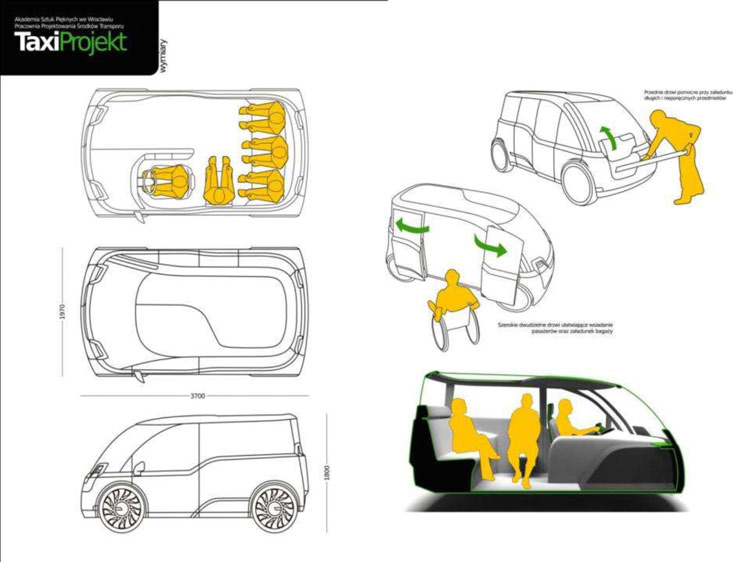 Akademia Sztuk Pięknych we Wrocławiu
Pracownia Projektowania Środków Transportu
TaxiProjekt
wymiary
Przednie drzwi pomocne przy załadunku
długich i nieporęcznych przedmiotów
1970
Szerokie dwudzielne drzwi ułatwiające wsiadanie
pasażerów oraz załadunek bagaży
3700
1800